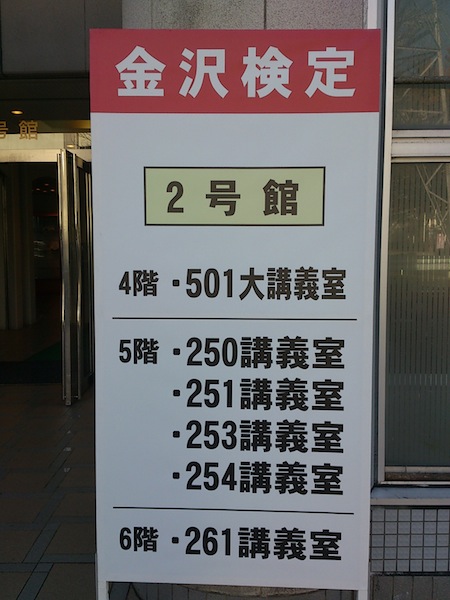 金沢検定
号館
2号館
4階・501大講義室
5階・250講義室
・251講義室
・253講義室
・254講義室
6階・261講義室